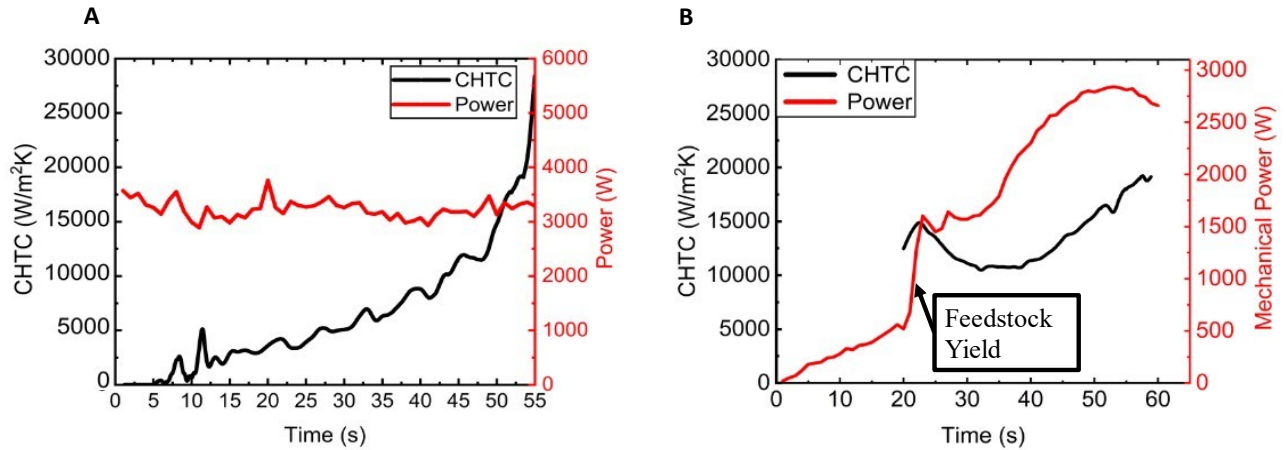 A
B
30000
25000
20000
15000
10000
5000
0
CHTC (W/m²K)
CHTC
Power
6000
5000
4000
3000
2000
1000
0
Power (W)
0 5 10 15 20 25 30 35 40 45 50 55
Time (s)
30000
25000
20000
15000
10000
5000
0
CHTC (W/m²K)
CHTC
Power
3000
2500
2000
1500
1000
500
0
Mechanical Power (W)
Feedstock
Yield
0 10 20 30 40 50 60
Time (s)